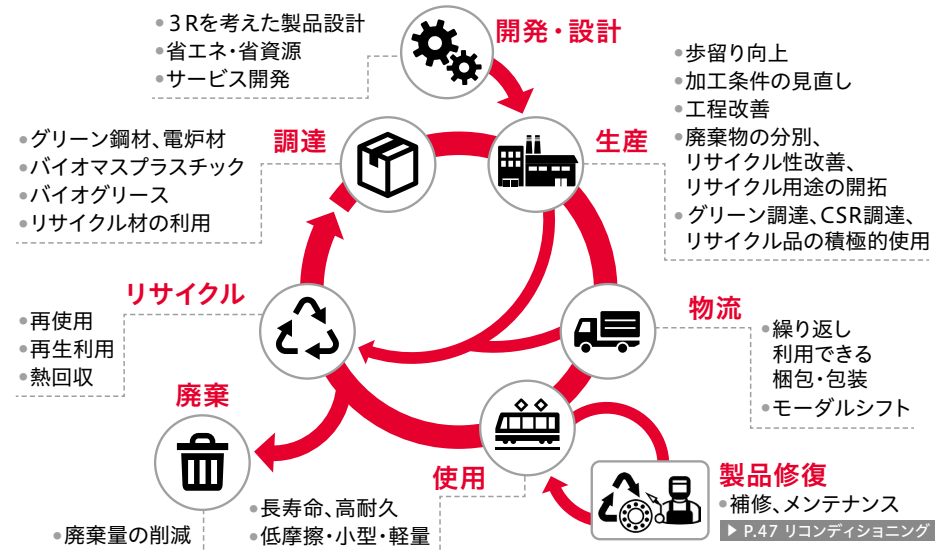 •３Rを考えた製品設計
•省エネ・省資源
•サービス開発
開発・設計
•歩留り向上
•加工条件の見直し
•工程改善
•廃棄物の分別、
リサイクル性改善、
リサイクル用途の開拓
•グリーン調達、CSR調達、
リサイクル品の積極的使用
生産
調達
•グリーン鋼材、電炉材
•バイオマスプラスチック
•バイオグリース
•リサイクル材の利用
リサイクル
•再使用
•再生利用
•熱回収
物流
•繰り返し
利用できる
梱包・包装
•モーダルシフト
廃棄
•廃棄量の削減
使用
•長寿命、高耐久
•低摩擦・小型・軽量
製品修復
•補修、メンテナンス
▶ P.47 リコンディショニング